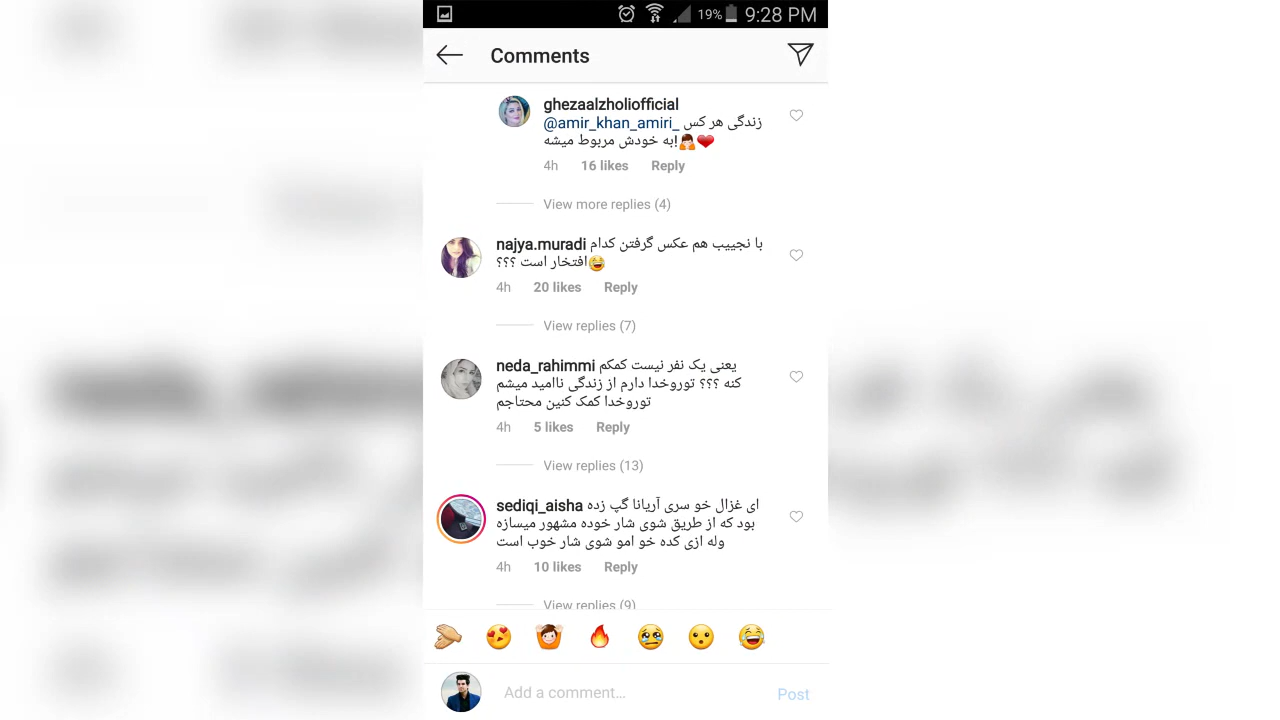 19% 9:28 PM
Comments
ghezaalzholiofficial
@amir_khan_amiri_ زندگی هر کس
به خودش مربوط میشه!🙍❤️
4h 16 likes Reply
View more replies (4)
najya.muradi با نجییب هم عکس گرفتن کدام
افتخار است ؟؟؟😂
4h 20 likes Reply
View replies (7)
neda_rahimmi یعنی یک نفر نیست کمکم
کنه ؟؟؟ توروخدا دارم از زندگی ناامید میشم
توروخدا کمک کنین محتاجم
4h 5 likes Reply
View replies (13)
sediqi_aisha ای غزال خو سری آریانا گپ زده
بود که از طریق شوی شار خوده مشهور میسازه
وله ازی کده خو امو شوی شار خوب است
4h 10 likes Reply
View replies (9)
Add a comment... Post